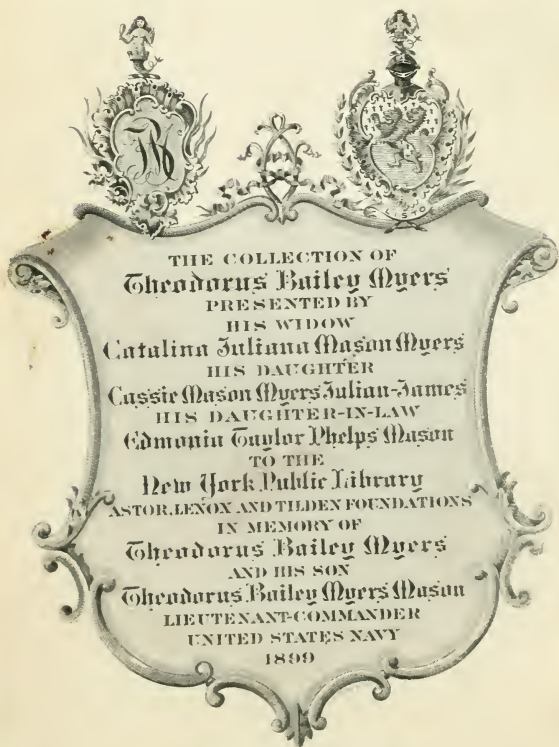 LISTO
THE COLLECTION OF
Theodorus Bailey Myers
PRESENTED BY
HIS WIDOW
Catalina Juliana Mason Myers
HIS DAUGHTER
Cassie Mason Myers Julian-James
HIS DAUGHTER-IN-LAW
Edmonia Taylor Phelps Mason
TO THE
New York Public Library
ASTOR, LENOX AND TILDEN FOUNDATIONS
IN MEMORY OF
Theodorus Bailey Myers
AND HIS SON
Theodorus Bailey Myers Mason
LIEUTENANT-COMMANDER
UNITED STATES NAVY
1899